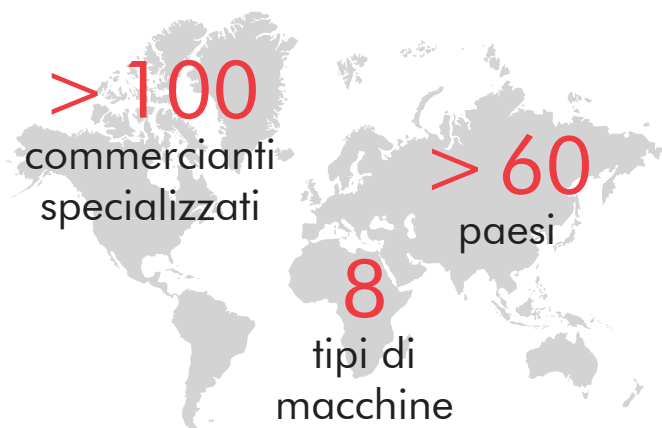 > 100
commercianti
specializzati
> 60
paesi
8
tipi di
macchine